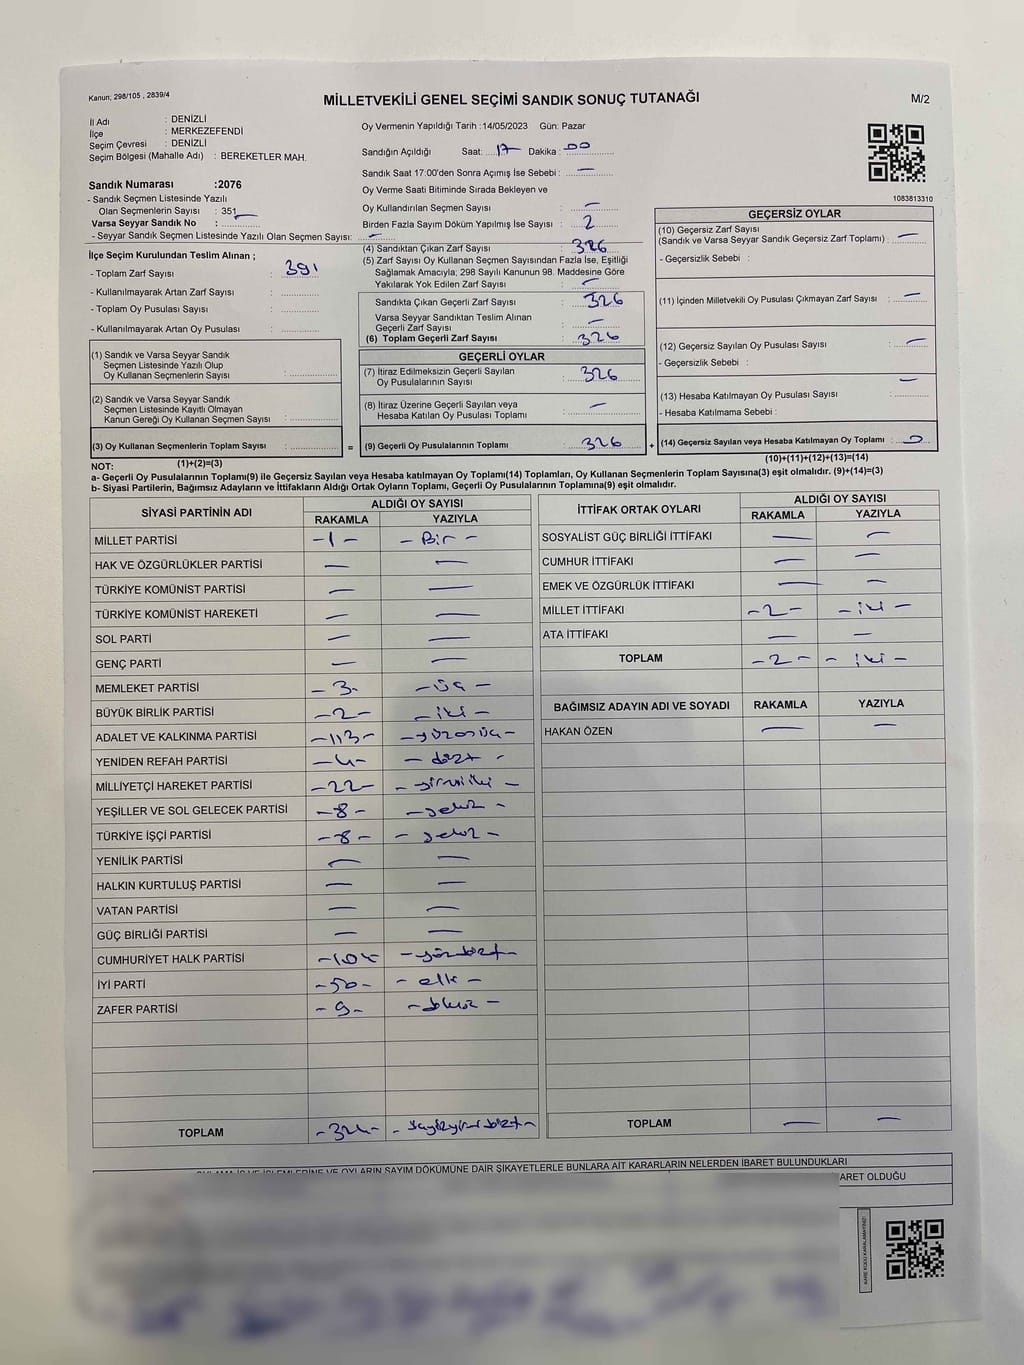 Kanun; 298/105 , 2839/4
MİLLETVEKİLİ GENEL SEÇİMİ SANDIK SONUÇ TUTANAĞI
M/2
İl Adı : DENİZLİ
İlçe : MERKEZEFENDİ
Seçim Çevresi : DENİZLİ
Seçim Bölgesi (Mahalle Adı) : BEREKETLER MAH.
Sandık Numarası :2076
- Sandık Seçmen Listesinde Yazılı
Olan Seçmenlerin Sayısı : 351
Varsa Seyyar Sandık No :
- Seyyar Sandık Seçmen Listesinde Yazılı Olan Seçmen Sayısı: —
İlçe Seçim Kurulundan Teslim Alınan ;
- Toplam Zarf Sayısı : 391
- Kullanılmayarak Artan Zarf Sayısı :
- Toplam Oy Pusulası Sayısı :
- Kullanılmayarak Artan Oy Pusulası :
(1) Sandık ve Varsa Seyyar Sandık
Seçmen Listesinde Yazılı Olup
Oy Kullanan Seçmenlerin Sayısı :
(2) Sandık ve Varsa Seyyar Sandık
Seçmen Listesinde Kayıtlı Olmayan
Kanun Gereği Oy Kullanan Seçmen Sayısı :
(3) Oy Kullanan Seçmenlerin Toplam Sayısı :
Oy Vermenin Yapıldığı Tarih :14/05/2023 Gün: Pazar
Sandığın Açıldığı Saat: 17 Dakika : 00
Sandık Saat 17:00'den Sonra Açımış İse Sebebi : —
Oy Verme Saati Bitiminde Sırada Bekleyen ve
Oy Kullandırılan Seçmen Sayısı : —
Birden Fazla Sayım Döküm Yapılmış İse Sayısı : 2
(4) Sandıktan Çıkan Zarf Sayısı : 326
(5) Zarf Sayısı Oy Kullanan Seçmen Sayısından Fazla İse, Eşitliği
Sağlamak Amacıyla; 298 Sayılı Kanunun 98. Maddesine Göre
Yakılarak Yok Edilen Zarf Sayısı : —
Sandıkta Çıkan Geçerli Zarf Sayısı : 326
Varsa Seyyar Sandıktan Teslim Alınan
Geçerli Zarf Sayısı : —
(6) Toplam Geçerli Zarf Sayısı : 326
GEÇERLİ OYLAR
(7) İtiraz Edilmeksizin Geçerli Sayılan
Oy Pusulalarının Sayısı : 326
(8) İtiraz Üzerine Geçerli Sayılan veya
Hesaba Katılan Oy Pusulası Toplamı : —
= (9) Geçerli Oy Pusulalarının Toplamı : 326 +
1083813310
GEÇERSİZ OYLAR
(10) Geçersiz Zarf Sayısı
(Sandık ve Varsa Seyyar Sandık Geçersiz Zarf Toplamı) : —
- Geçersizlik Sebebi :
(11) İçinden Milletvekili Oy Pusulası Çıkmayan Zarf Sayısı : —
(12) Geçersiz Sayılan Oy Pusulası Sayısı : —
- Geçersizlik Sebebi :
(13) Hesaba Katılmayan Oy Pusulası Sayısı : —
- Hesaba Katılmama Sebebi :
(14) Geçersiz Sayılan veya Hesaba Katılmayan Oy Toplamı : 0
(10)+(11)+(12)+(13)=(14)
NOT: (1)+(2)=(3)
a- Geçerli Oy Pusulalarının Toplamı(9) ile Geçersiz Sayılan veya Hesaba katılmayan Oy Toplamı(14) Toplamları, Oy Kullanan Seçmenlerin Toplam Sayısına(3) eşit olmalıdır. (9)+(14)=(3)
b- Siyasi Partilerin, Bağımsız Adayların ve İttifakların Aldığı Ortak Oyların Toplamı, Geçerli Oy Pusulalarının Toplamına(9) eşit olmalıdır.
SİYASİ PARTİNİN ADI ALDIĞI OY SAYISI
RAKAMLA YAZIYLA
MİLLET PARTİSİ -1- -Bir-
HAK VE ÖZGÜRLÜKLER PARTİSİ — —
TÜRKİYE KOMÜNİST PARTİSİ — —
TÜRKİYE KOMÜNİST HAREKETİ — —
SOL PARTİ — —
GENÇ PARTİ — —
MEMLEKET PARTİSİ -3- -üç-
BÜYÜK BİRLİK PARTİSİ -2- -iki-
ADALET VE KALKINMA PARTİSİ -113- -yüzonüç-
YENİDEN REFAH PARTİSİ -4- -dört-
MİLLİYETÇİ HAREKET PARTİSİ -22- -yirmiiki-
YEŞİLLER VE SOL GELECEK PARTİSİ -8- -sekiz-
TÜRKİYE İŞÇİ PARTİSİ -8- -sekiz-
YENİLİK PARTİSİ — —
HALKIN KURTULUŞ PARTİSİ — —
VATAN PARTİSİ — —
GÜÇ BİRLİĞİ PARTİSİ — —
CUMHURİYET HALK PARTİSİ -104- -yüzdört-
İYİ PARTİ -50- -elli-
ZAFER PARTİSİ -9- -dokuz-
TOPLAM -324- -üçyüzyirmidört-
İTTİFAK ORTAK OYLARI ALDIĞI OY SAYISI
RAKAMLA YAZIYLA
SOSYALİST GÜÇ BİRLİĞİ İTTİFAKI — —
CUMHUR İTTİFAKI — —
EMEK VE ÖZGÜRLÜK İTTİFAKI — —
MİLLET İTTİFAKI -2- -iki-
ATA İTTİFAKI — —
TOPLAM -2- -iki-
BAĞIMSIZ ADAYIN ADI VE SOYADI RAKAMLA YAZIYLA
HAKAN ÖZEN — —
TOPLAM — —
VE OYLARIN SAYIM DÖKÜMÜNE DAİR ŞİKAYETLERLE BUNLARA AİT KARARLARIN NELERDEN İBARET BULUNDUKLARI
ARET OLDUĞU